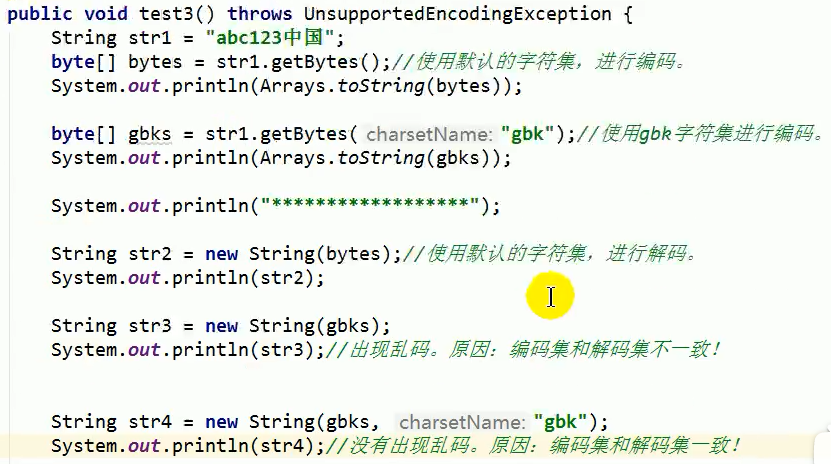 public void test3() throws UnsupportedEncodingException {
    String str1 = "abc123中国";
    byte[] bytes = str1.getBytes();//使用默认的字符集，进行编码。
    System.out.println(Arrays.toString(bytes));
    byte[] gbks = str1.getBytes( charsetName: "gbk");//使用gbk字符集进行编码。
    System.out.println(Arrays.toString(gbks));
    System.out.println("******************");
    String str2 = new String(bytes);//使用默认的字符集，进行解码。
    System.out.println(str2);
    String str3 = new String(gbks);
    System.out.println(str3);//出现乱码。原因：编码集和解码集不一致！
    String str4 = new String(gbks, charsetName: "gbk");
    System.out.println(str4);//没有出现乱码。原因：编码集和解码集一致！